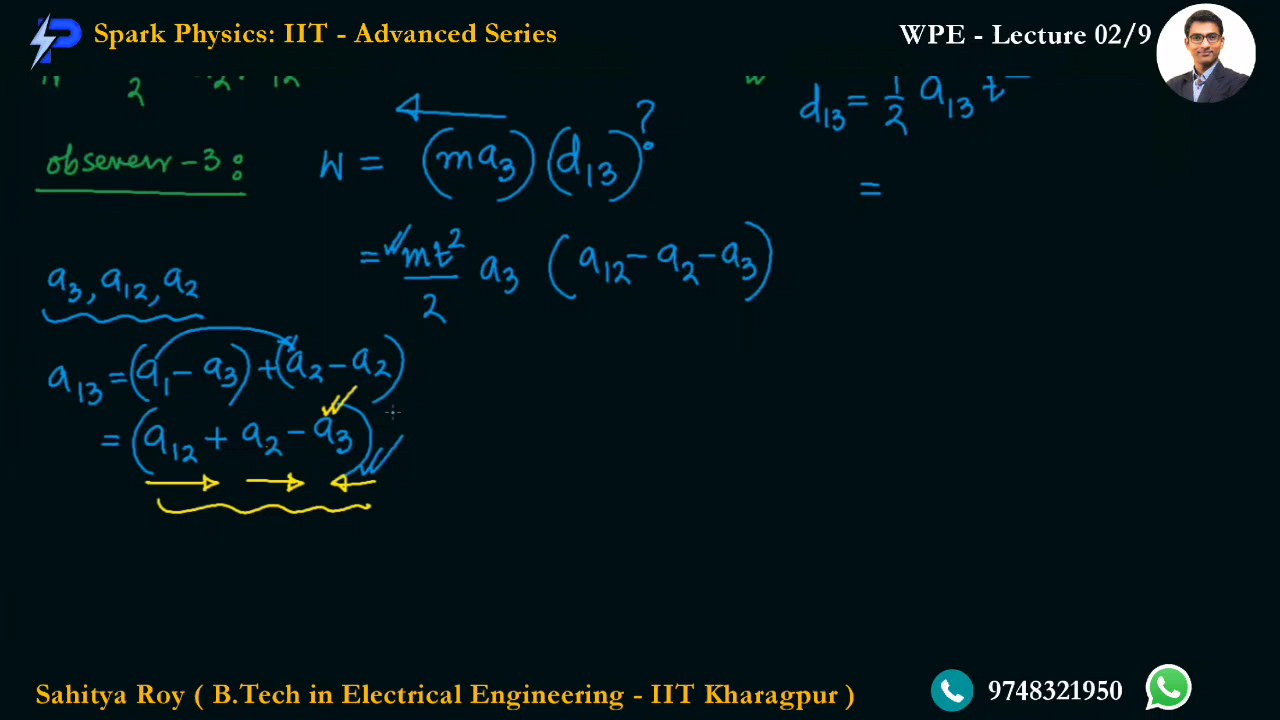 Spark Physics: IIT - Advanced Series
WPE - Lecture 02/9
d₁₃ = 1/2 a₁₃ t²
=
observer - 3:
W = (ma₃)(d₁₃)?
= mt²/2 a₃ (a₁₂ - a₂ - a₃)
a₃, a₁₂, a₂
a₁₃ = (a₁ - a₃) + (a₂ - a₂)
= (a₁₂ + a₂ - a₃)
Sahitya Roy ( B.Tech in Electrical Engineering - IIT Kharagpur )
9748321950